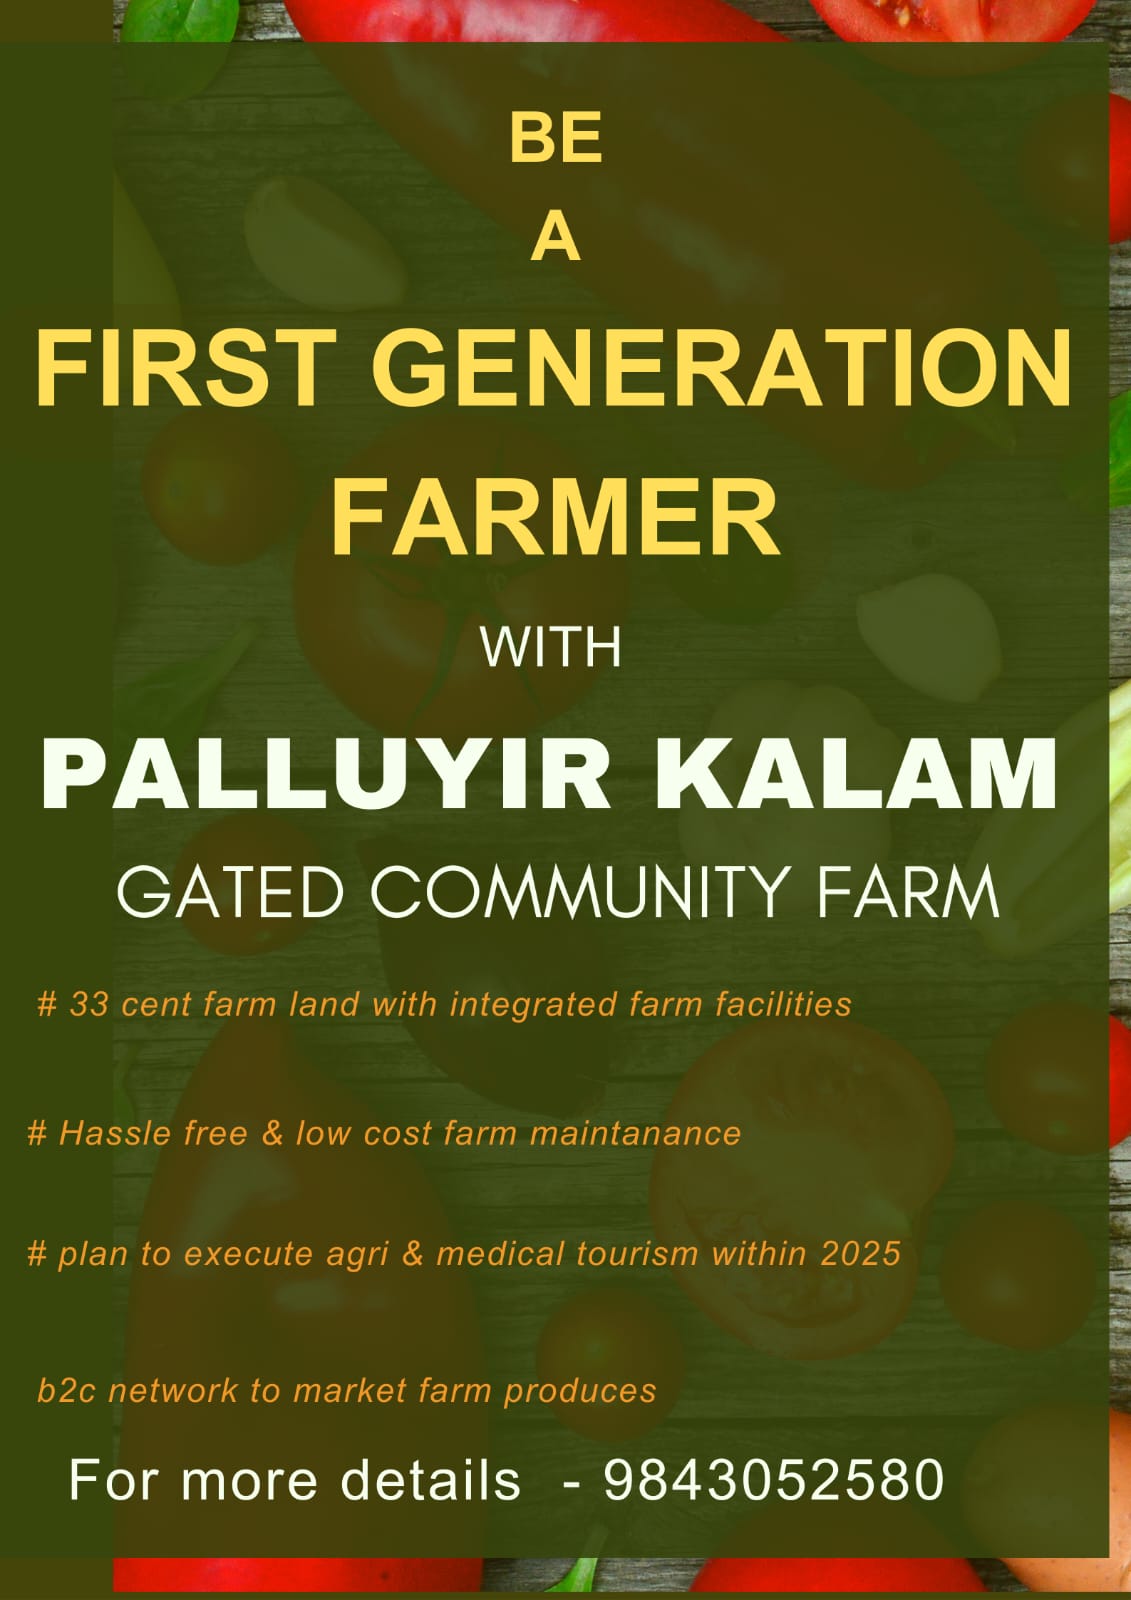 BE
A
FIRST GENERATION
FARMER
WITH
PALLUYIR KALAM
GATED COMMUNITY FARM
# 33 cent farm land with integrated farm facilities
# Hassle free & low cost farm maintanance
# plan to execute agri & medical tourism within 2025
b2c network to market farm produces
For more details - 9843052580